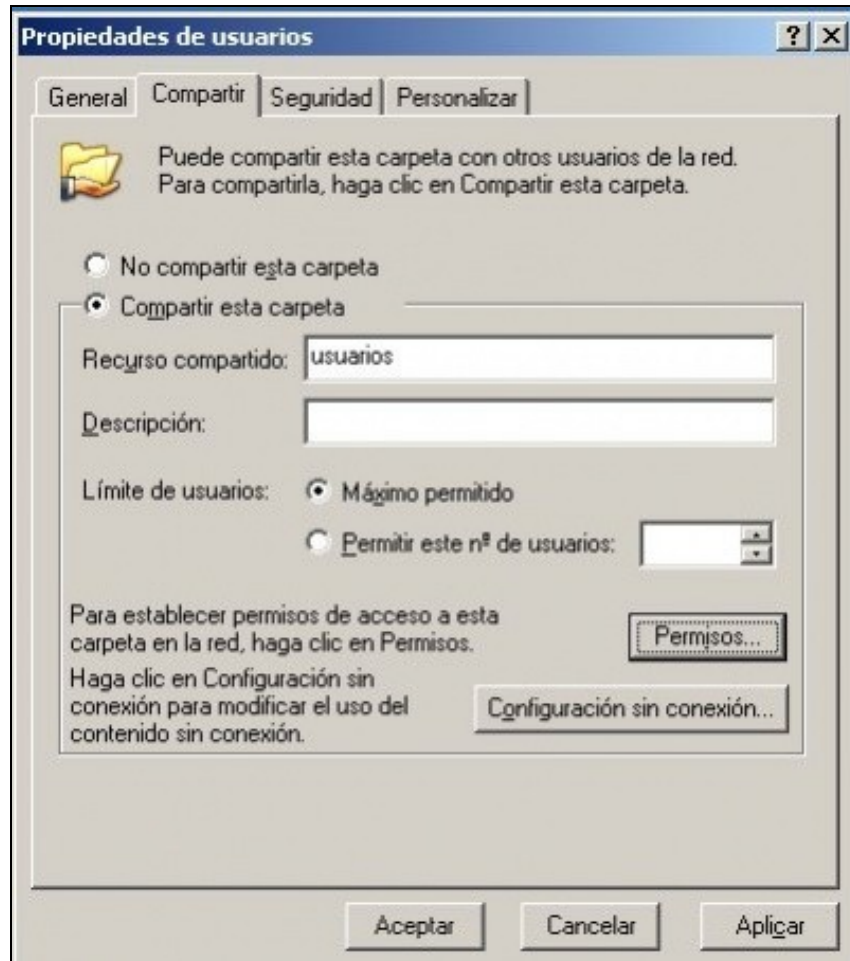 Propiedades de usuarios
General Compartir Seguridad Personalizar
Puede compartir esta carpeta con otros usuarios de la red.
Para compartirla, haga clic en Compartir esta carpeta.
No compartir esta carpeta
Compartir esta carpeta
Recurso compartido: usuarios
Descripción:
Límite de usuarios: Máximo permitido
Permitir este nº de usuarios:
Para establecer permisos de acceso a esta
carpeta en la red, haga clic en Permisos.
Permisos...
Haga clic en Configuración sin
conexión para modificar el uso del
contenido sin conexión.
Configuración sin conexión...
Aceptar Cancelar Aplicar